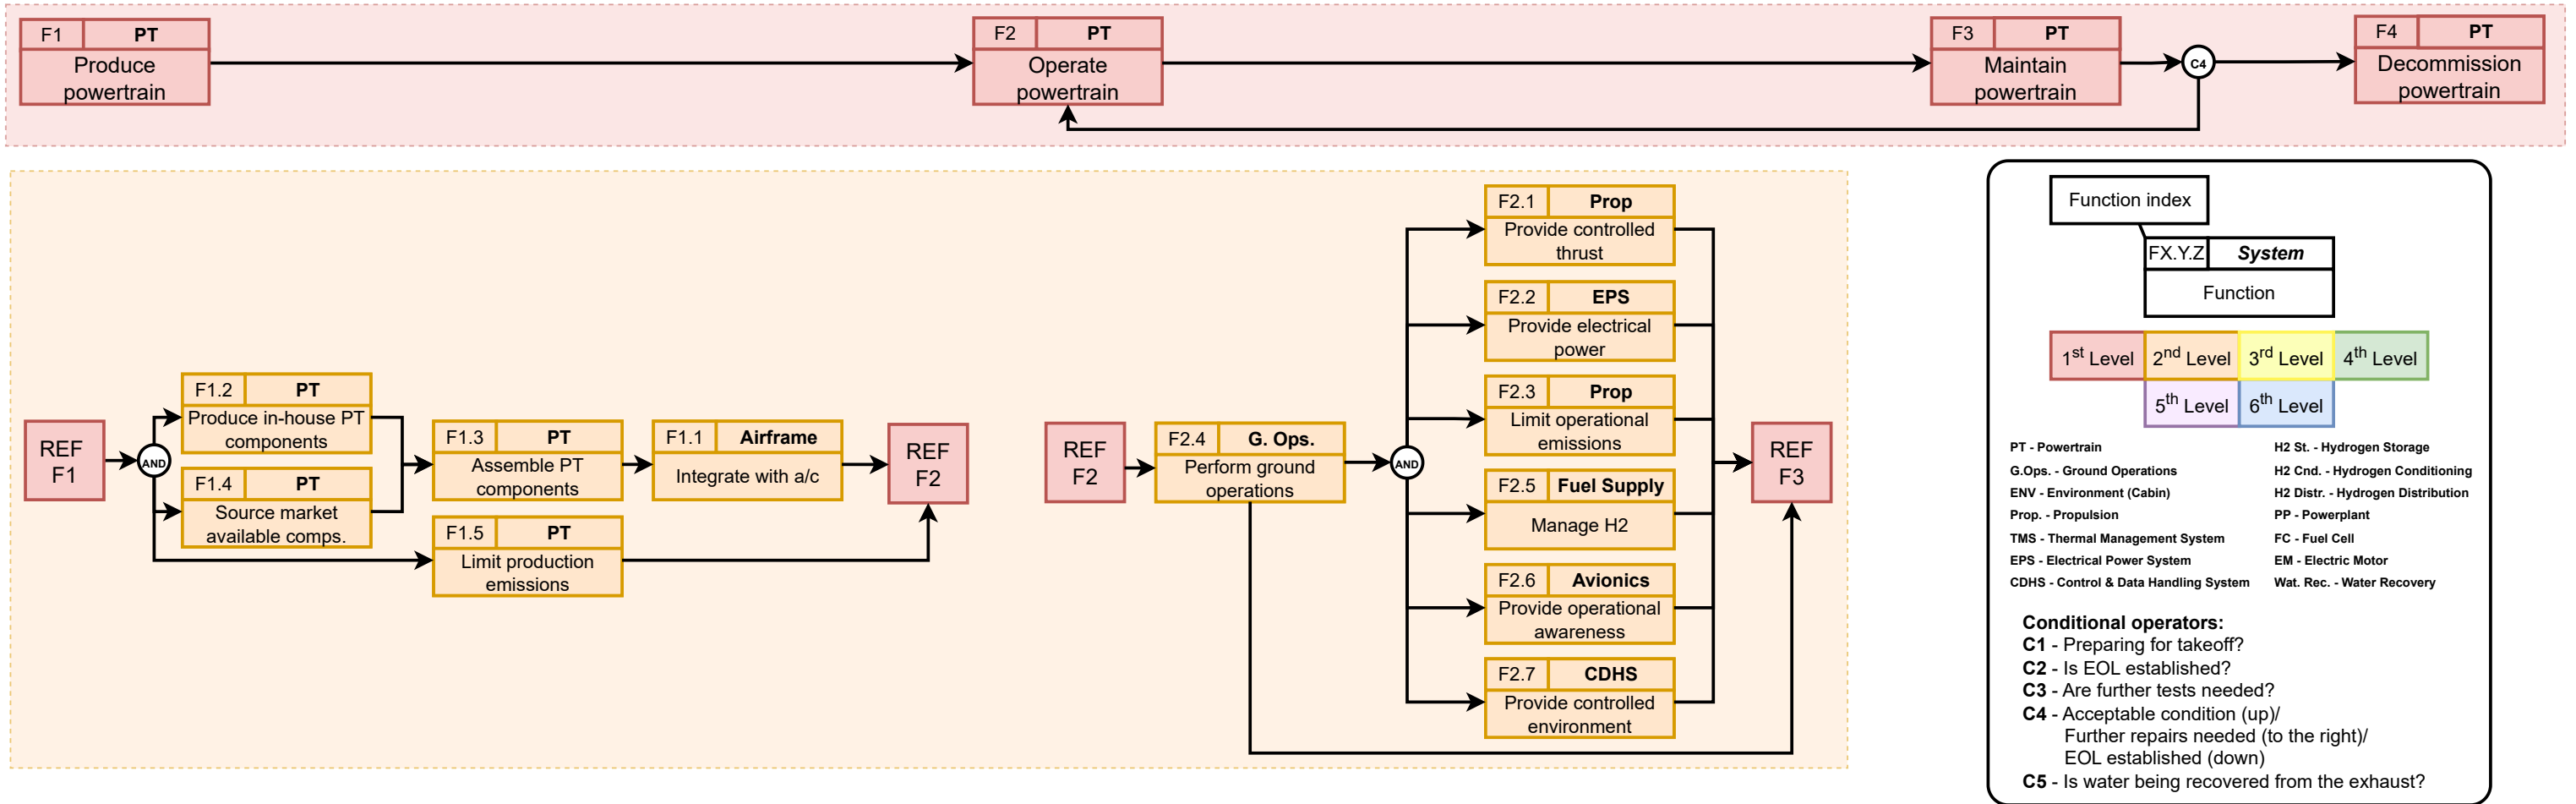 F1 PT
Produce
powertrain
F2 PT
Operate
powertrain
F3 PT
Maintain
powertrain
C4
F4 PT
Decommission
powertrain
REF
F1
AND
F1.2 PT
Produce in-house PT
components
F1.4 PT
Source market
available comps.
F1.3 PT
Assemble PT
components
F1.1 Airframe
Integrate with a/c
F1.5 PT
Limit production
emissions
REF
F2
REF
F2
F2.4 G. Ops.
Perform ground
operations
AND
F2.1 Prop
Provide controlled
thrust
F2.2 EPS
Provide electrical
power
F2.3 Prop
Limit operational
emissions
F2.5 Fuel Supply
Manage H2
F2.6 Avionics
Provide operational
awareness
F2.7 CDHS
Provide controlled
environment
REF
F3
Function index
FX.Y.Z System
Function
1st Level 2nd Level 3rd Level 4th Level
5th Level 6th Level
PT - Powertrain
G.Ops. - Ground Operations
ENV - Environment (Cabin)
Prop. - Propulsion
TMS - Thermal Management System
EPS - Electrical Power System
CDHS - Control & Data Handling System
H2 St. - Hydrogen Storage
H2 Cnd. - Hydrogen Conditioning
H2 Distr. - Hydrogen Distribution
PP - Powerplant
FC - Fuel Cell
EM - Electric Motor
Wat. Rec. - Water Recovery
Conditional operators:
C1 - Preparing for takeoff?
C2 - Is EOL established?
C3 - Are further tests needed?
C4 - Acceptable condition (up)/
Further repairs needed (to the right)/
EOL established (down)
C5 - Is water being recovered from the exhaust?